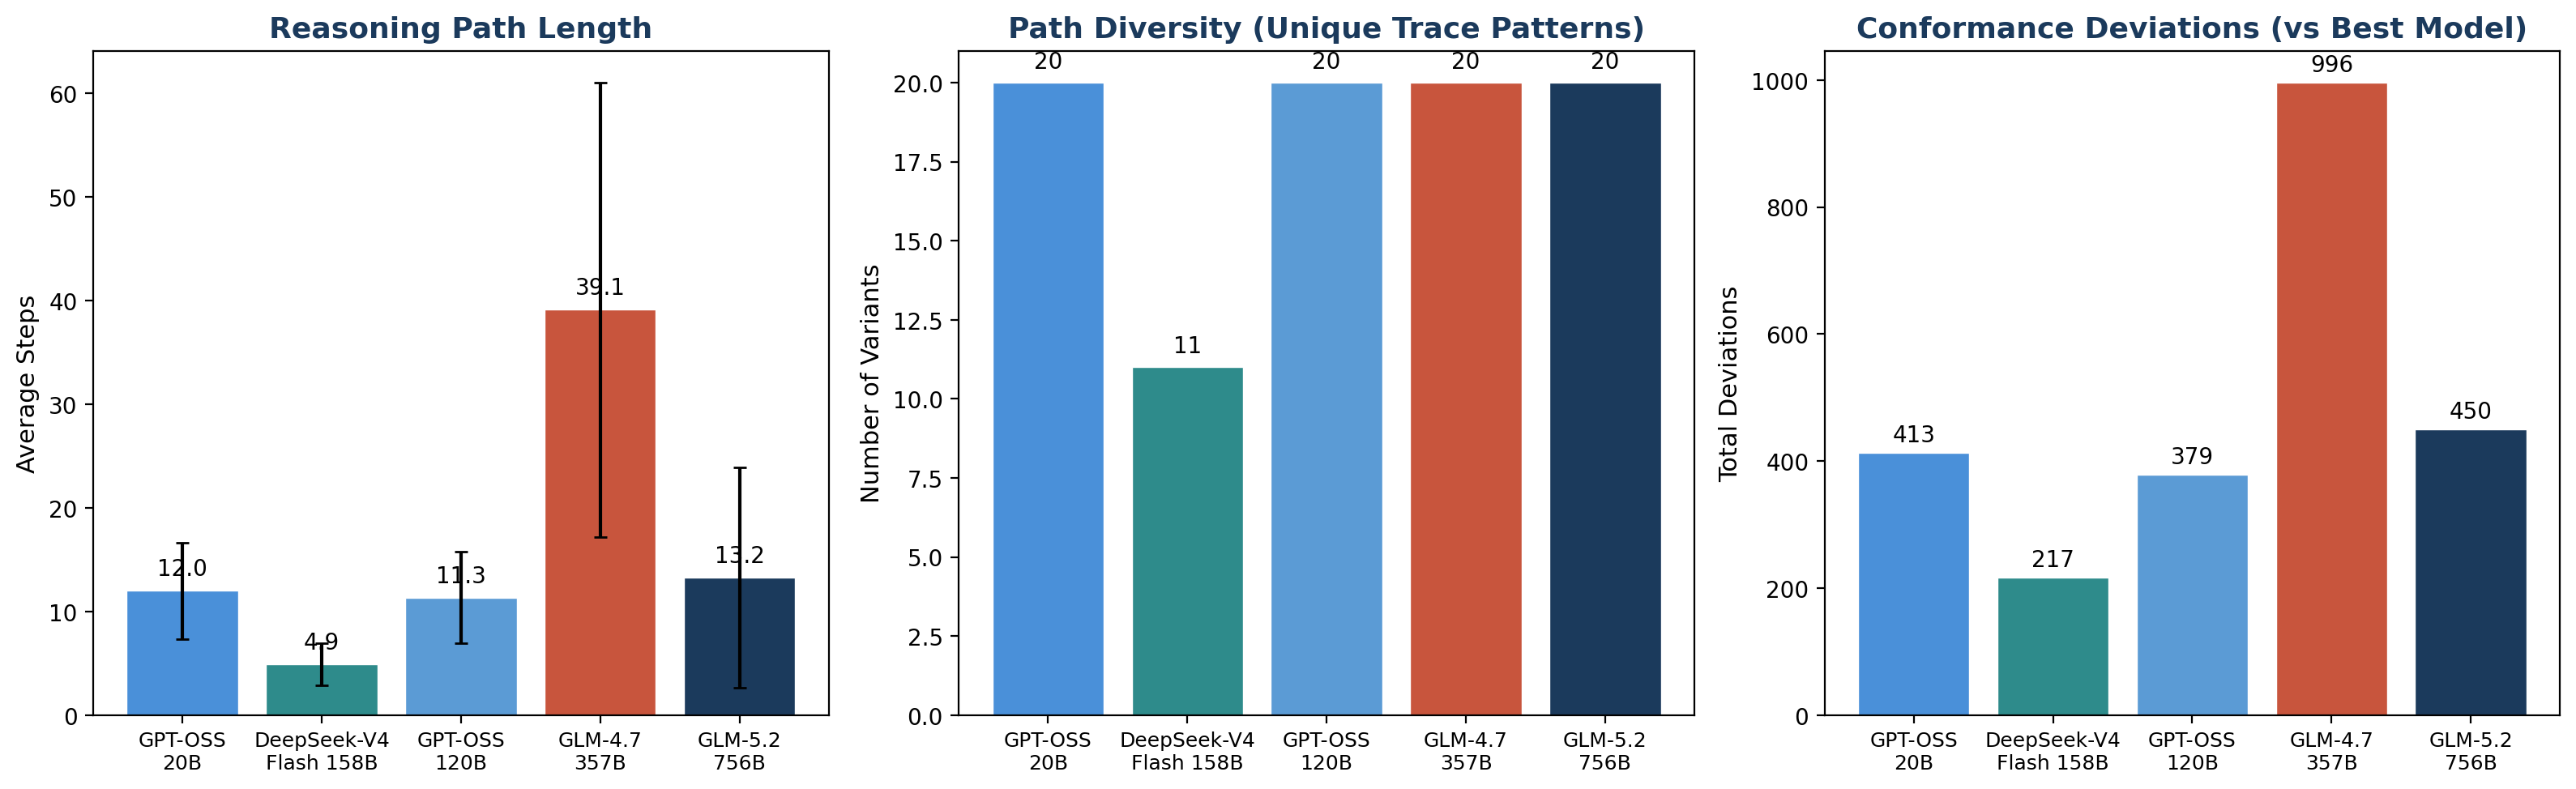 Reasoning Path Length
Average Steps
60
50
40
30
20
10
0
12.0
4.9
11.3
39.1
13.2
GPT-OSS
20B
DeepSeek-V4
Flash 158B
GPT-OSS
120B
GLM-4.7
357B
GLM-5.2
756B
Path Diversity (Unique Trace Patterns)
Number of Variants
20.0
17.5
15.0
12.5
10.0
7.5
5.0
2.5
0.0
20
11
20
20
20
GPT-OSS
20B
DeepSeek-V4
Flash 158B
GPT-OSS
120B
GLM-4.7
357B
GLM-5.2
756B
Conformance Deviations (vs Best Model)
Total Deviations
1000
800
600
400
200
0
413
217
379
996
450
GPT-OSS
20B
DeepSeek-V4
Flash 158B
GPT-OSS
120B
GLM-4.7
357B
GLM-5.2
756B